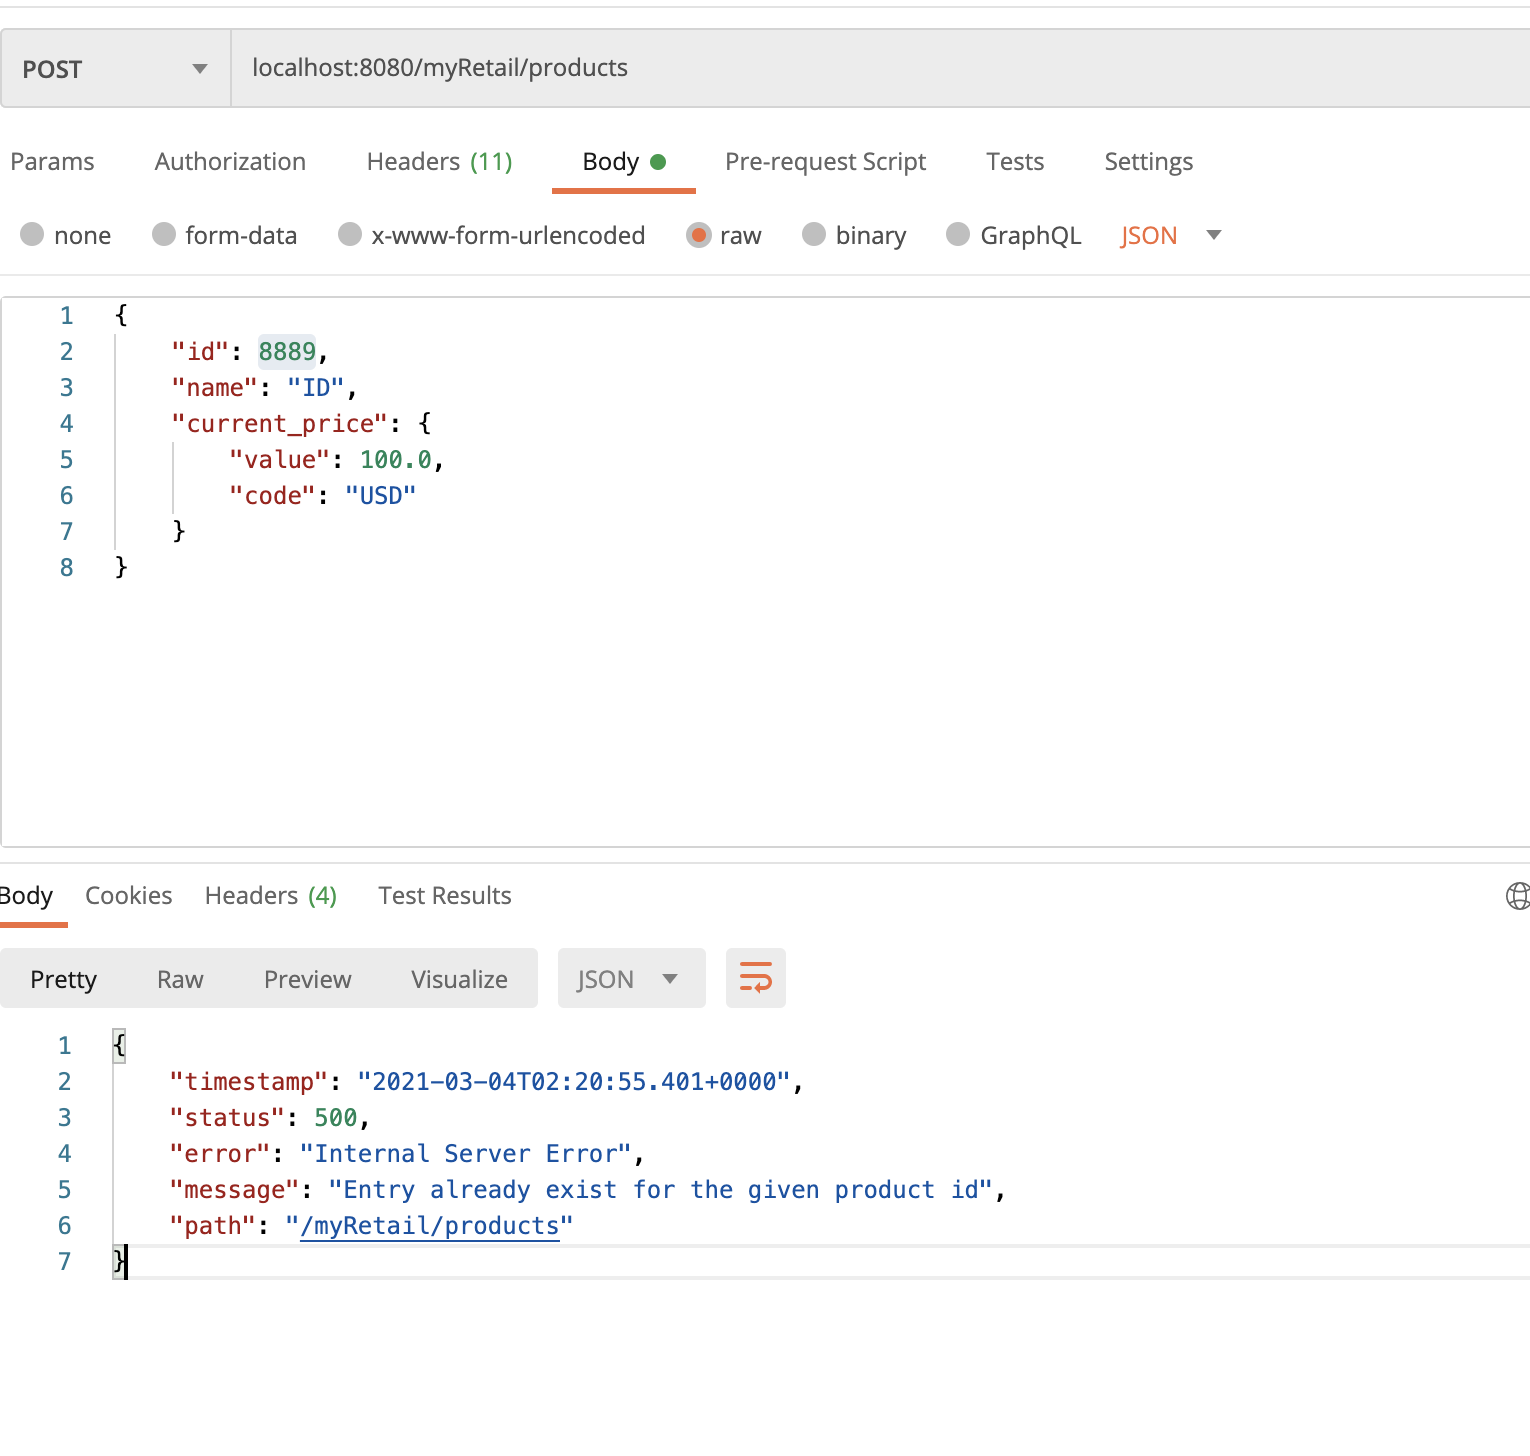 POST localhost:8080/myRetail/products
Params Authorization Headers (11) Body Pre-request Script Tests Settings
none form-data x-www-form-urlencoded raw binary GraphQL JSON
1 {
2 "id": 8889,
3 "name": "ID",
4 "current_price": {
5 "value": 100.0,
6 "code": "USD"
7 }
8 }
Body Cookies Headers (4) Test Results
Pretty Raw Preview Visualize JSON
1 {
2 "timestamp": "2021-03-04T02:20:55.401+0000",
3 "status": 500,
4 "error": "Internal Server Error",
5 "message": "Entry already exist for the given product id",
6 "path": "/myRetail/products"
7 }